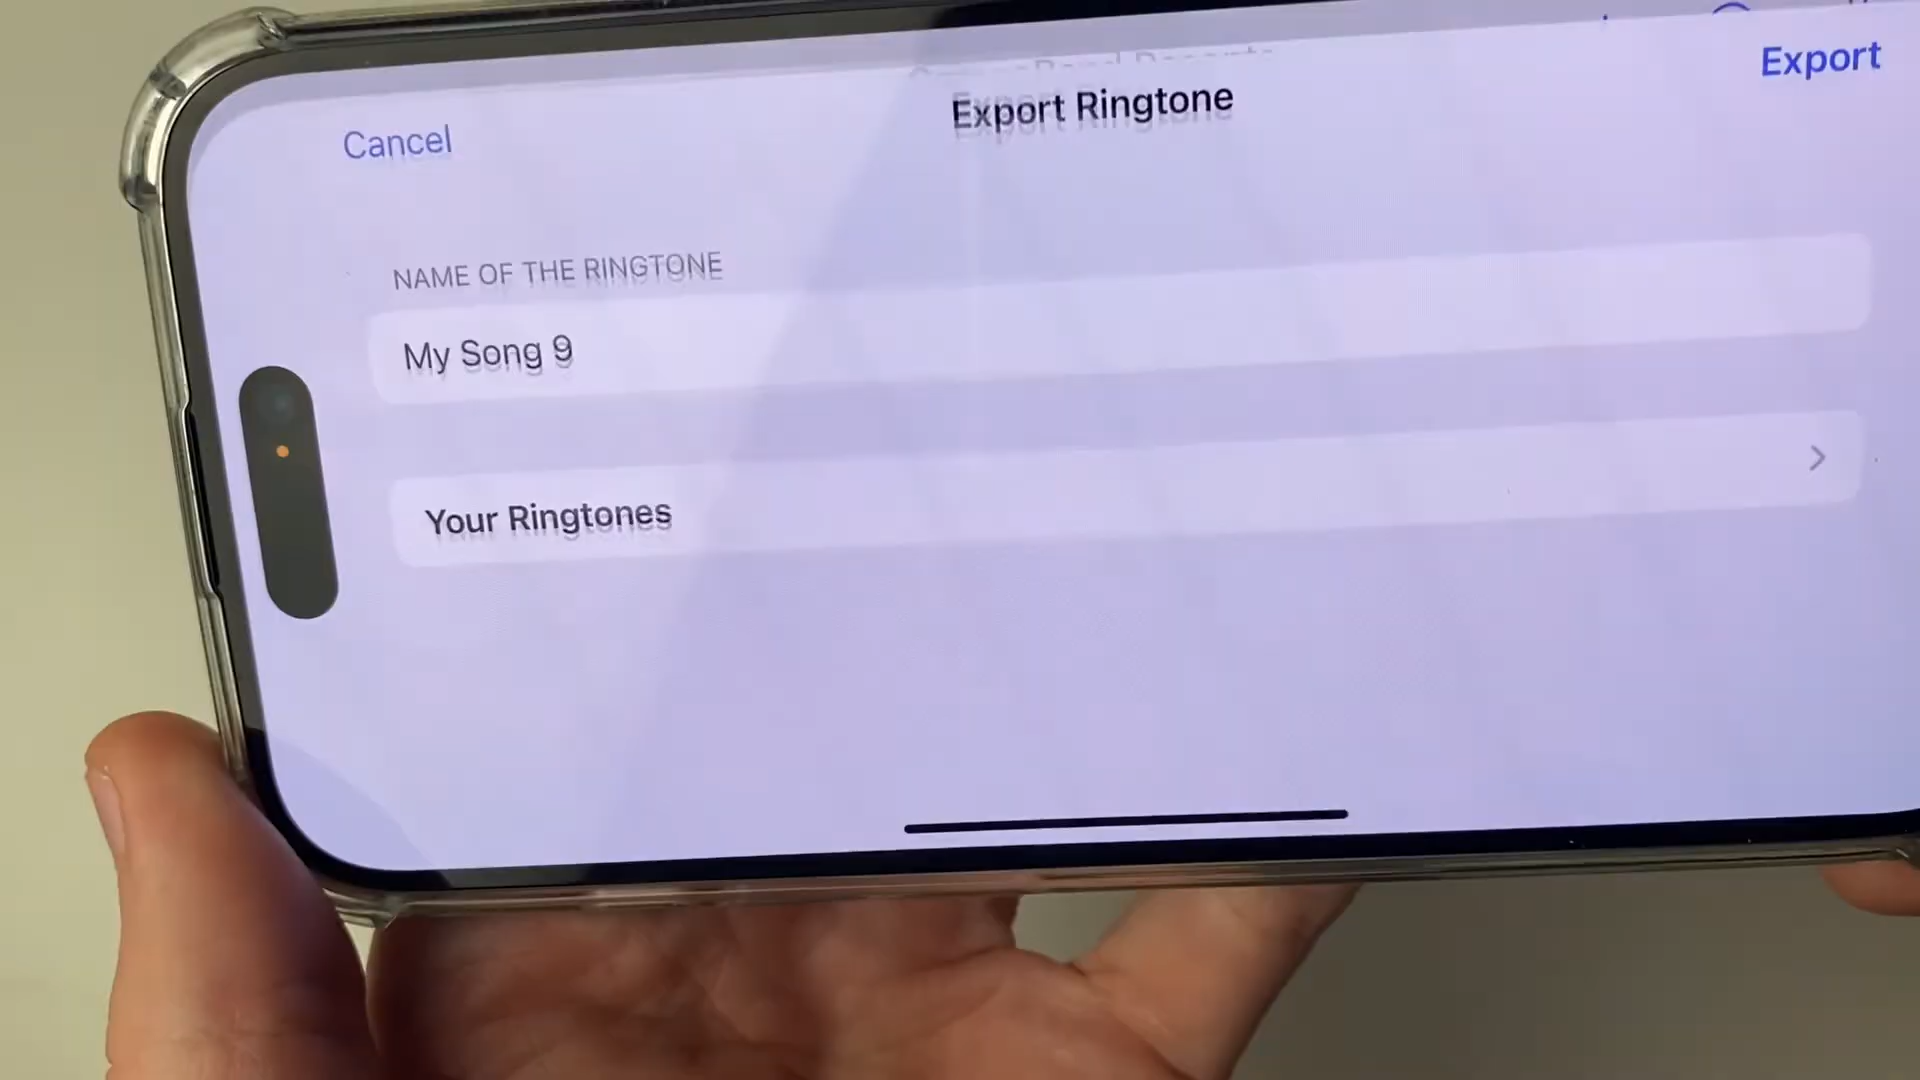 Export Ringtone
Export
Cancel
NAME OF THE RINGTONE
My Song 9
Your Ringtones